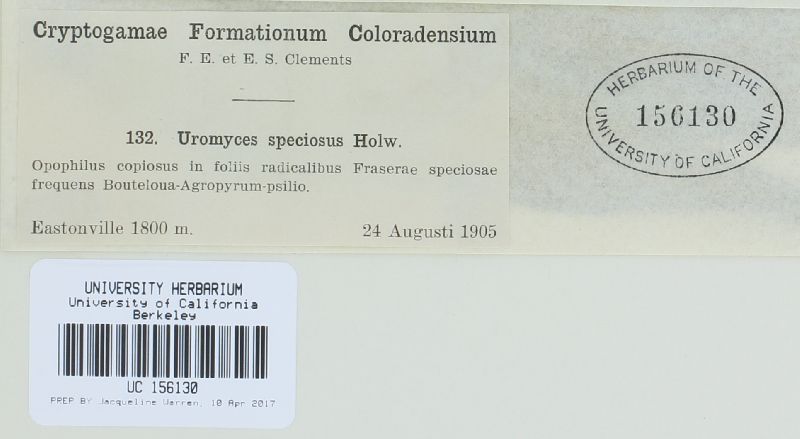 Cryptogamae Formationum Coloradensium
F. E. et E. S. Clements
132. Uromyces speciosus Holw.
Opophilus copiosus in foliis radicalibus Fraserae speciosae
frequens Bouteloua-Agropyrum-psilio.
Eastonville 1800 m. 24 Augusti 1905
HERBARIUM OF THE
156130
UNIVERSITY OF CALIFORNIA
UNIVERSITY HERBARIUM
University of California
Berkeley
UC 156130
PREP BY Jacqueline Warren, 10 Apr 2017